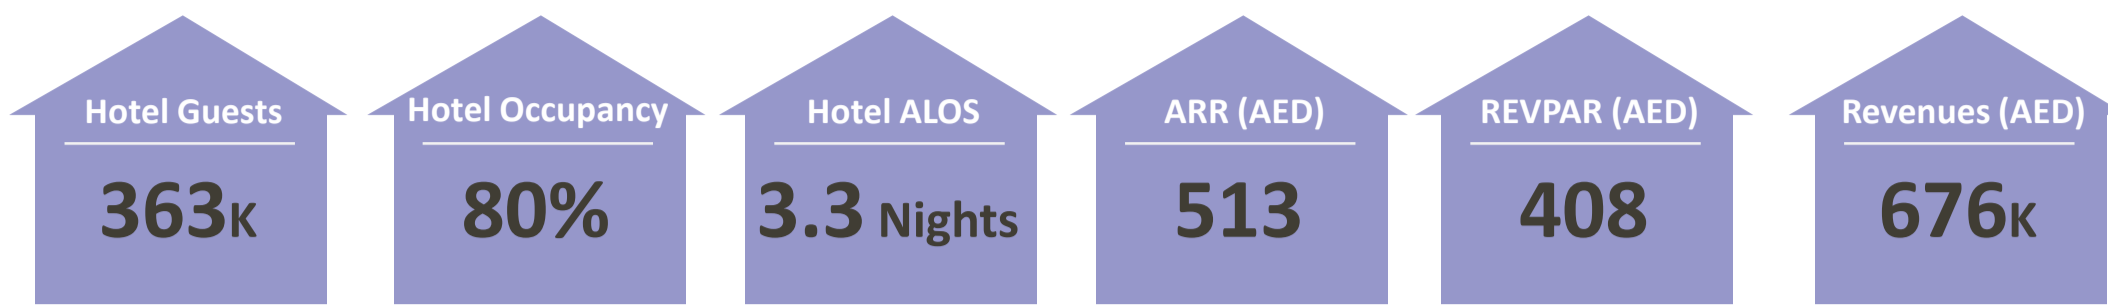 Hotel Guests
363K
Hotel Occupancy
80%
Hotel ALOS
3.3 Nights
ARR (AED)
513
REVPAR (AED)
408
Revenues (AED)
676K